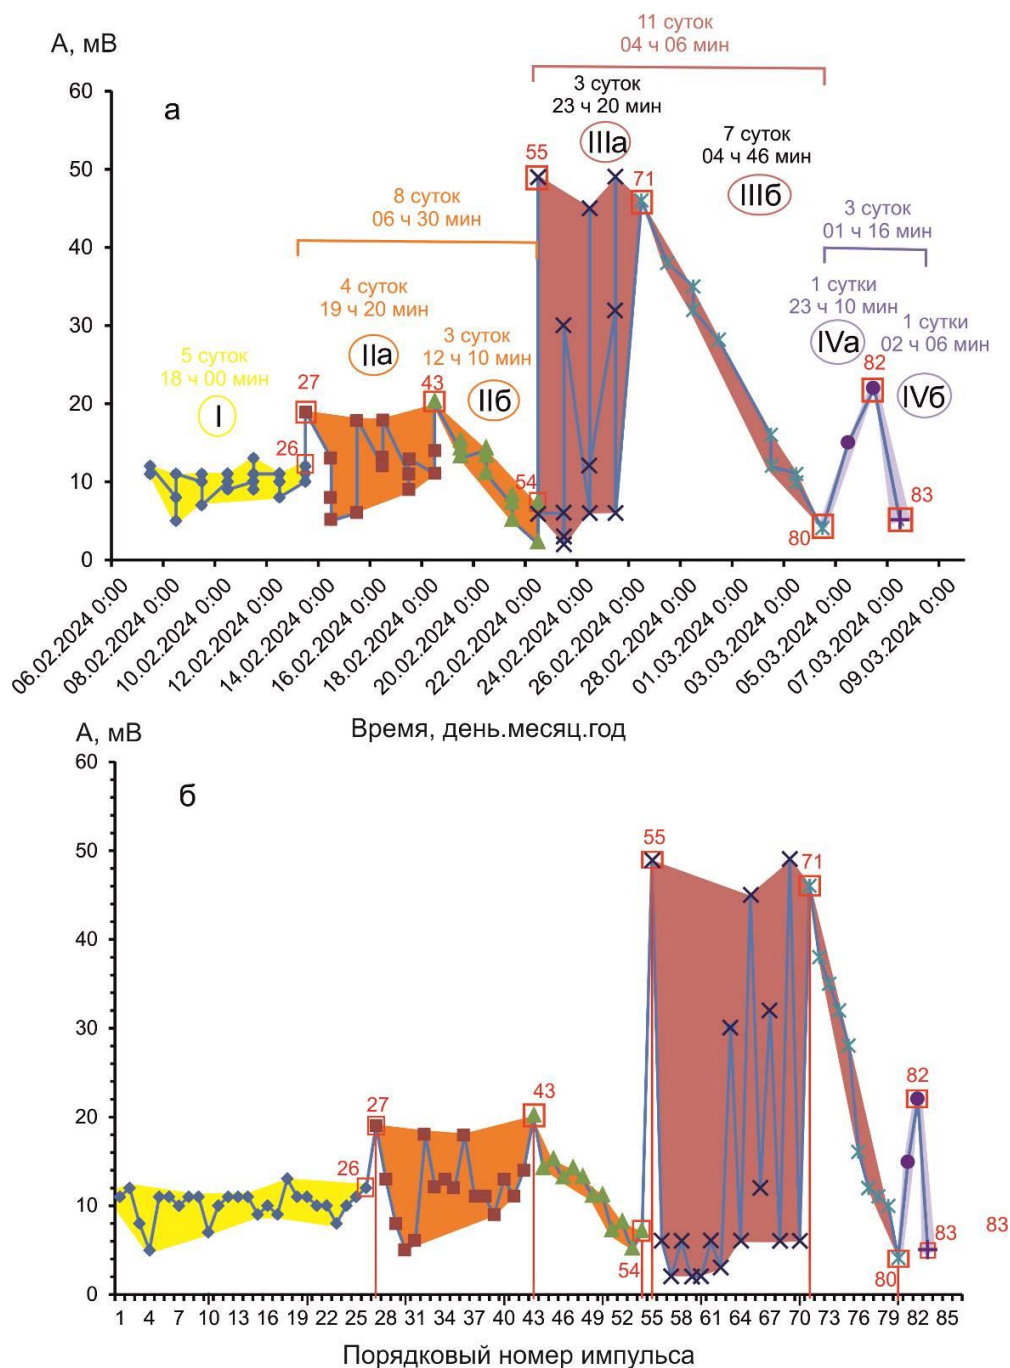 11 суток
04 ч 06 мин
А, мВ
а
3 суток
23 ч 20 мин
IIIа
7 суток
04 ч 46 мин
IIIб
55
71
8 суток
06 ч 30 мин
3 суток
01 ч 16 мин
4 суток
19 ч 20 мин
IIа
3 суток
12 ч 10 мин
IIб
1 сутки
23 ч 10 мин
IVа
1 сутки
02 ч 06 мин
IVб
5 суток
18 ч 00 мин
I
27
26
43
54
80
82
83
60
50
40
30
20
10
0
06.02.2024 0:00
08.02.2024 0:00
10.02.2024 0:00
12.02.2024 0:00
14.02.2024 0:00
16.02.2024 0:00
18.02.2024 0:00
20.02.2024 0:00
22.02.2024 0:00
24.02.2024 0:00
26.02.2024 0:00
28.02.2024 0:00
01.03.2024 0:00
03.03.2024 0:00
05.03.2024 0:00
07.03.2024 0:00
09.03.2024 0:00
Время, день.месяц.год
А, мВ
б
60
50
40
30
20
10
0
26
27
43
54
55
71
80
82
83
83
1 4 7 10 13 16 19 22 25 28 31 34 37 40 43 46 49 52 55 58 61 64 67 70 73 76 79 82 85
Порядковый номер импульса